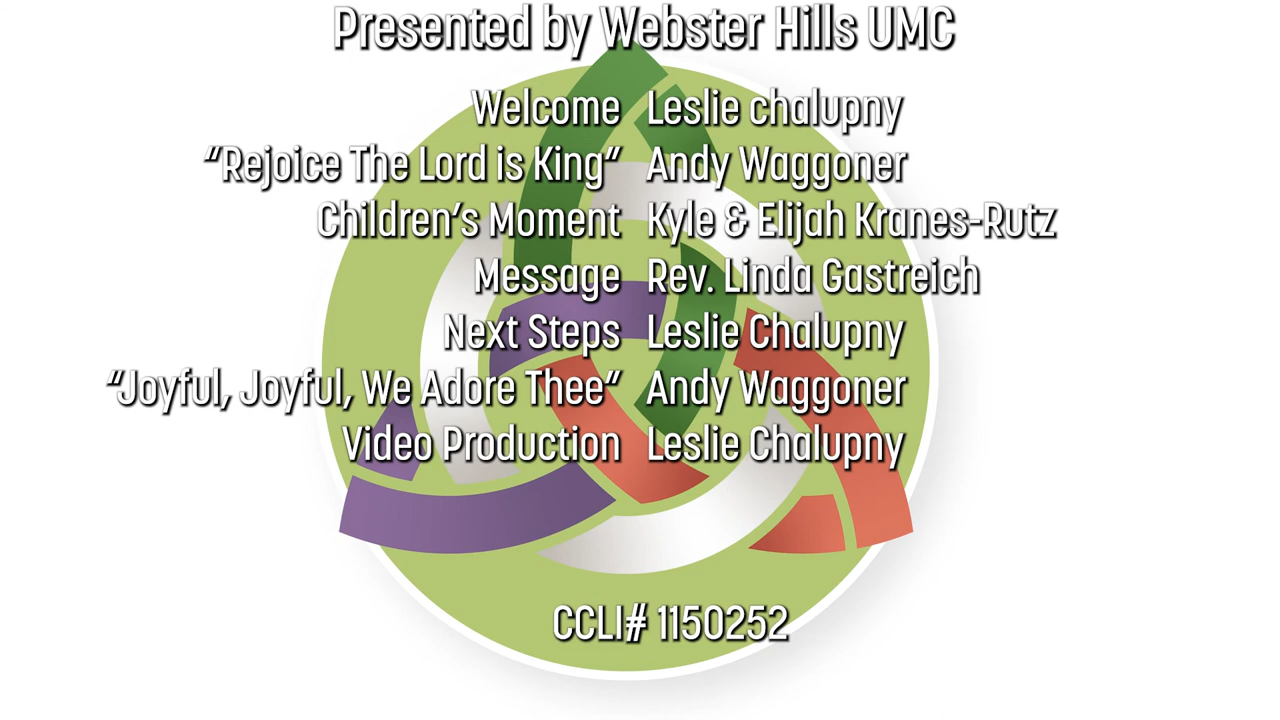 Presented by Webster Hills UMC
Welcome Leslie chalupny
“Rejoice The Lord is King” Andy Waggoner
Children’s Moment Kyle & Elijah Kranes-Rutz
Message Rev. Linda Gastreich
Next Steps Leslie Chalupny
“Joyful, Joyful, We Adore Thee” Andy Waggoner
Video Production Leslie Chalupny
CCLI# 1150252